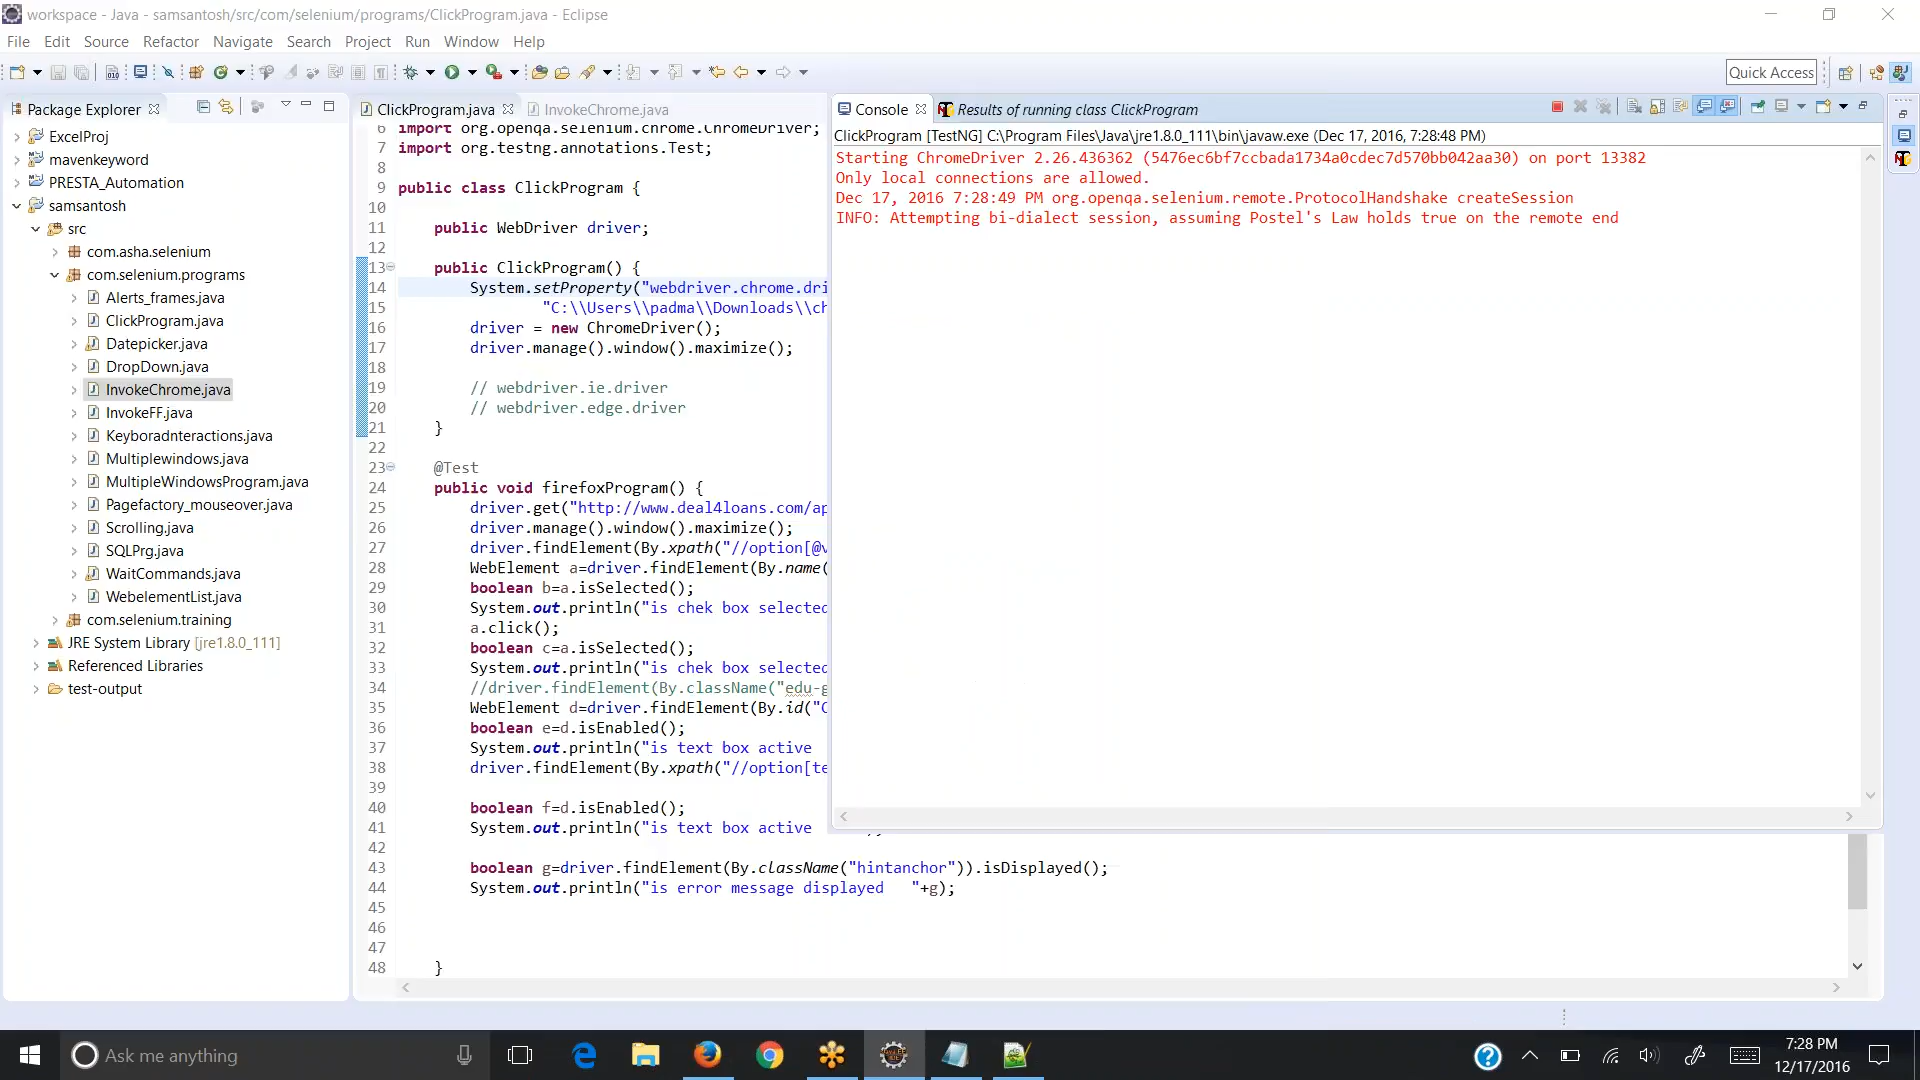 workspace - Java - samsantosh/src/com/selenium/programs/ClickProgram.java - Eclipse
File Edit Source Refactor Navigate Search Project Run Window Help
Quick Access
Package Explorer
ExcelProj
mavenkeyword
PRESTA_Automation
samsantosh
src
com.asha.selenium
com.selenium.programs
Alerts_frames.java
ClickProgram.java
Datepicker.java
DropDown.java
InvokeChrome.java
InvokeFF.java
KeyboradnIeractions.java
Multiplewindows.java
MultipleWindowsProgram.java
Pagefactory_mouseover.java
Scrolling.java
SQLPrg.java
WaitCommands.java
WebelementList.java
com.selenium.training
JRE System Library [jre1.8.0_111]
Referenced Libraries
test-output
ClickProgram.java InvokeChrome.java
6 import org.openqa.selenium.chrome.ChromeDriver;
7 import org.testng.annotations.Test;
8
9 public class ClickProgram {
10
11 public WebDriver driver;
12
13 public ClickProgram() {
14 System.setProperty("webdriver.chrome.dri
15 "C:\\Users\\padma\\Downloads\\ch
16 driver = new ChromeDriver();
17 driver.manage().window().maximize();
18
19 // webdriver.ie.driver
20 // webdriver.edge.driver
21 }
22
23 @Test
24 public void firefoxProgram() {
25 driver.get("http://www.deal4loans.com/ap
26 driver.manage().window().maximize();
27 driver.findElement(By.xpath("//option[@v
28 WebElement a=driver.findElement(By.name(
29 boolean b=a.isSelected();
30 System.out.println("is chek box selected
31 a.click();
32 boolean c=a.isSelected();
33 System.out.println("is chek box selected
34 //driver.findElement(By.className("edu-g
35 WebElement d=driver.findElement(By.id("C
36 boolean e=d.isEnabled();
37 System.out.println("is text box active
38 driver.findElement(By.xpath("//option[te
39
40 boolean f=d.isEnabled();
41 System.out.println("is text box active
42
43 boolean g=driver.findElement(By.className("hintanchor")).isDisplayed();
44 System.out.println("is error message displayed   "+g);
45
46
47
48 }
Console Results of running class ClickProgram
ClickProgram [TestNG] C:\Program Files\Java\jre1.8.0_111\bin\javaw.exe (Dec 17, 2016, 7:28:48 PM)
Starting ChromeDriver 2.26.436362 (5476ec6bf7ccbada1734a0cdec7d570bb042aa30) on port 13382
Only local connections are allowed.
Dec 17, 2016 7:28:49 PM org.openqa.selenium.remote.ProtocolHandshake createSession
INFO: Attempting bi-dialect session, assuming Postel's Law holds true on the remote end
Ask me anything
7:28 PM
12/17/2016